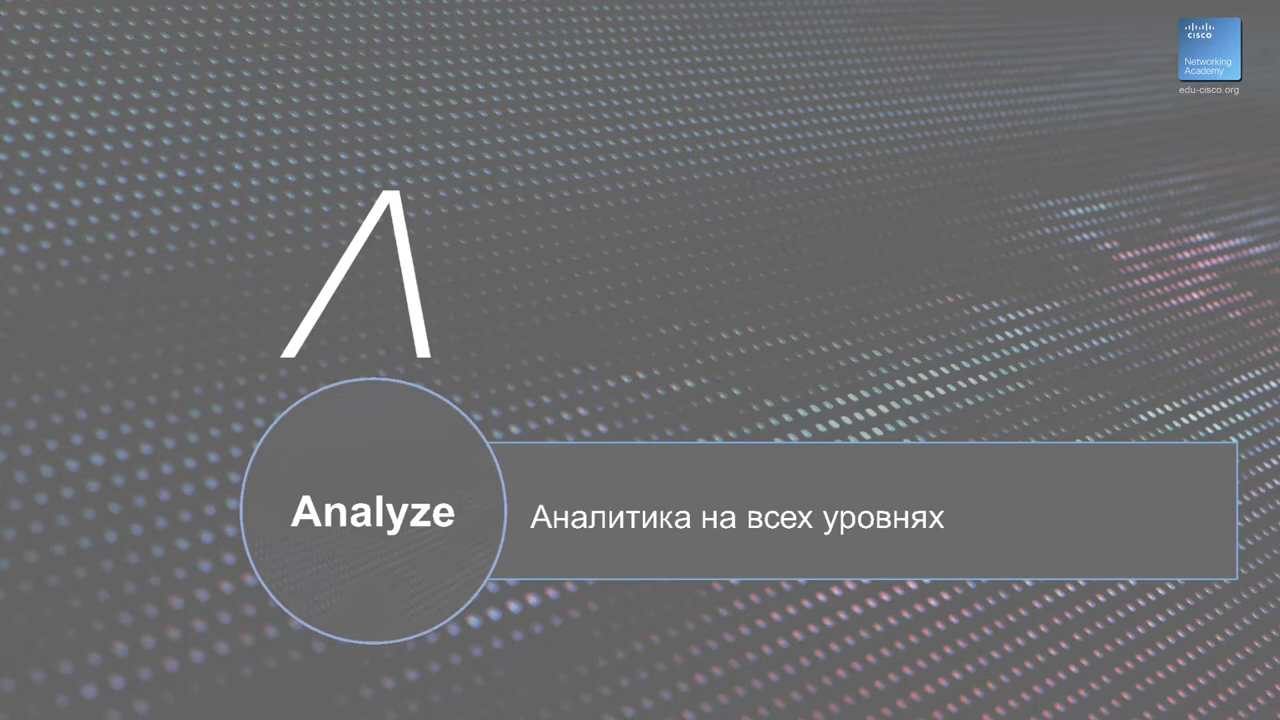 cisco
Networking
Academy
edu-cisco.org
Λ
Analyze
Аналитика на всех уровнях